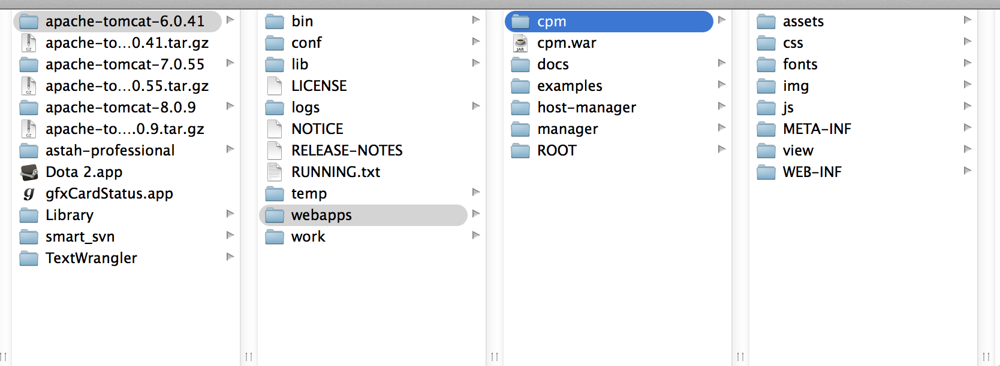 apache-tomcat-6.0.41
apache-to...0.41.tar.gz
apache-tomcat-7.0.55
apache-to...0.55.tar.gz
apache-tomcat-8.0.9
apache-to....0.9.tar.gz
astah-professional
Dota 2.app
gfxCardStatus.app
Library
smart_svn
TextWrangler
bin
conf
lib
LICENSE
logs
NOTICE
RELEASE-NOTES
RUNNING.txt
temp
webapps
work
cpm
cpm.war
docs
examples
host-manager
manager
ROOT
assets
css
fonts
img
js
META-INF
view
WEB-INF